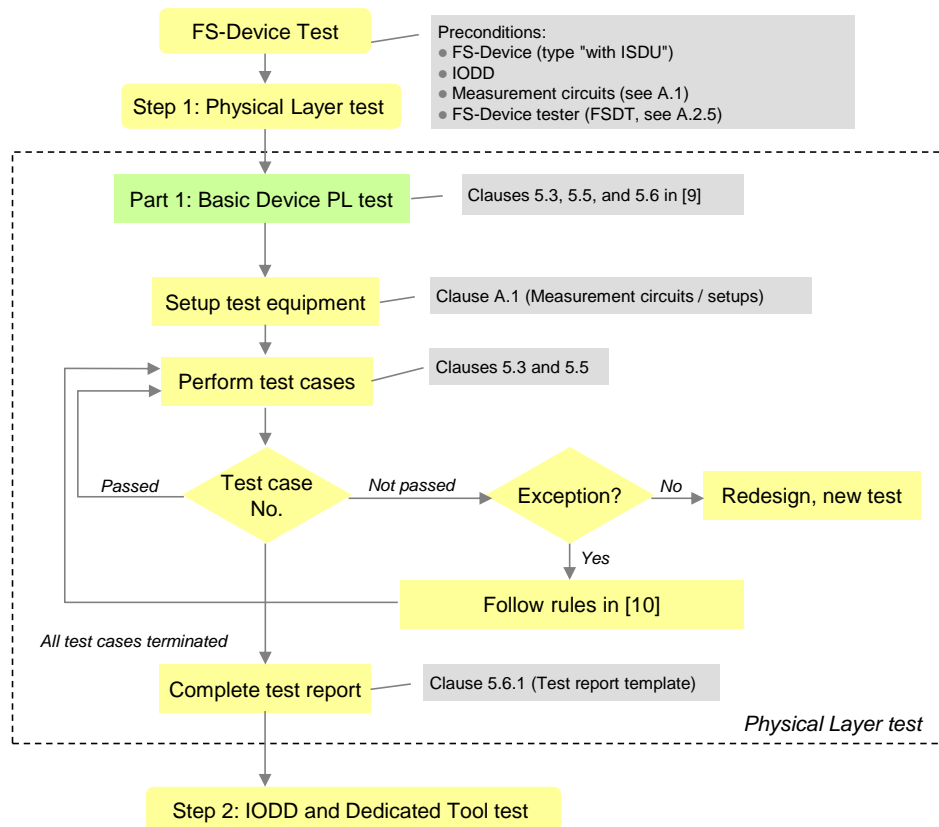 FS-Device Test
Preconditions:
● FS-Device (type "with ISDU")
● IODD
● Measurement circuits (see A.1)
● FS-Device tester (FSDT, see A.2.5)
Step 1: Physical Layer test
Part 1: Basic Device PL test
Clauses 5.3, 5.5, and 5.6 in [9]
Setup test equipment
Clause A.1 (Measurement circuits / setups)
Perform test cases
Clauses 5.3 and 5.5
Passed
Test case
No.
Not passed
Exception?
No
Redesign, new test
Yes
Follow rules in [10]
All test cases terminated
Complete test report
Clause 5.6.1 (Test report template)
Physical Layer test
Step 2: IODD and Dedicated Tool test